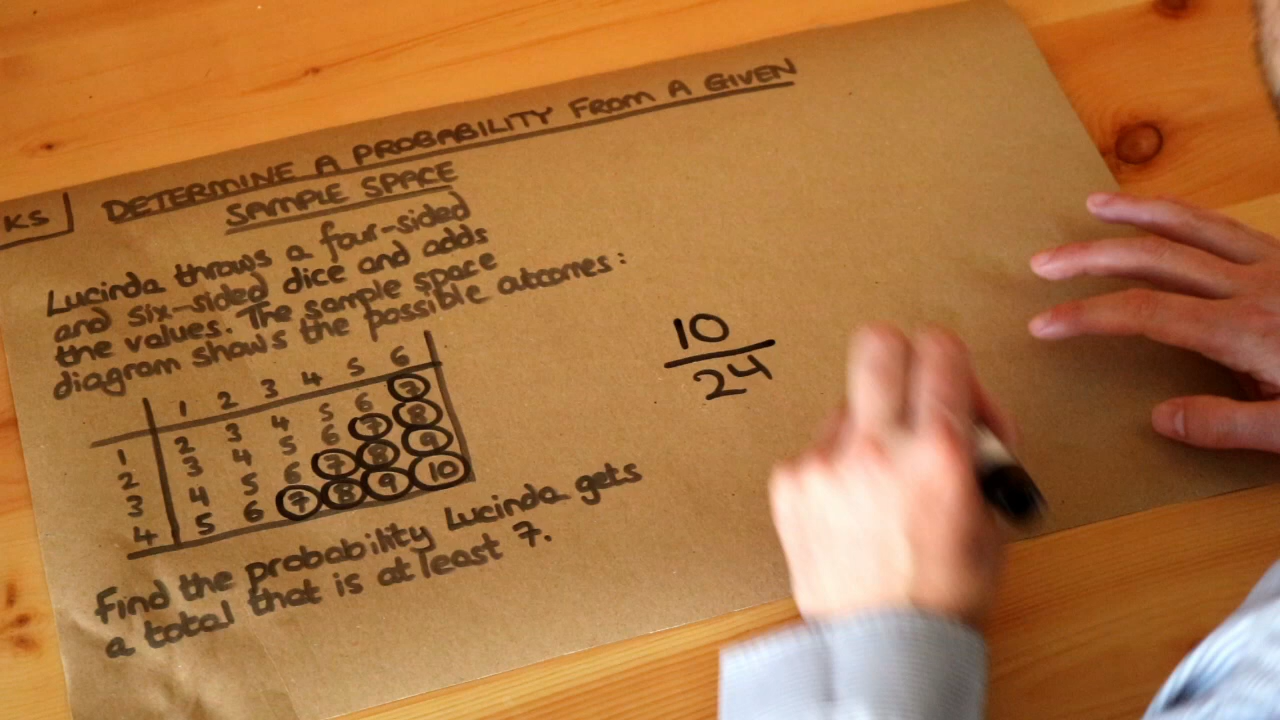 KS
DETERMINE A PROBABILITY FROM A GIVEN
SAMPLE SPACE
Lucinda throws a four-sided
and six-sided dice and adds
the values. The sample space
diagram shows the possible outcomes:
1 2 3 4 5 6
1 2 3 4 5 6 7
2 3 4 5 6 7 8
3 4 5 6 7 8 9
4 5 6 7 8 9 10
Find the probability Lucinda gets
a total that is at least 7.
10
24